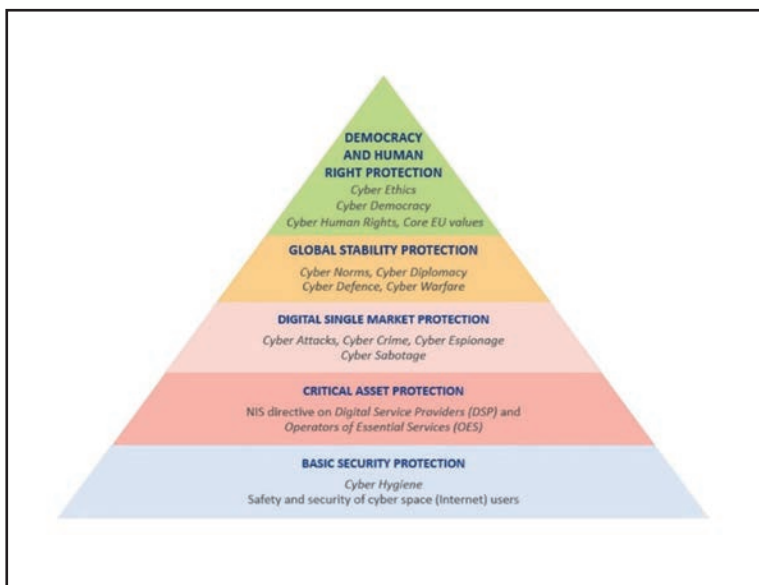 DEMOCRACY
AND HUMAN
RIGHT PROTECTION
Cyber Ethics
Cyber Democracy
Cyber Human Rights, Core EU values
GLOBAL STABILITY PROTECTION
Cyber Norms, Cyber Diplomacy
Cyber Defence, Cyber Warfare
DIGITAL SINGLE MARKET PROTECTION
Cyber Attacks, Cyber Crime, Cyber Espionage
Cyber Sabotage
CRITICAL ASSET PROTECTION
NIS directive on Digital Service Providers (DSP) and
Operators of Essential Services (OES)
BASIC SECURITY PROTECTION
Cyber Hygiene
Safety and security of cyber space (Internet) users